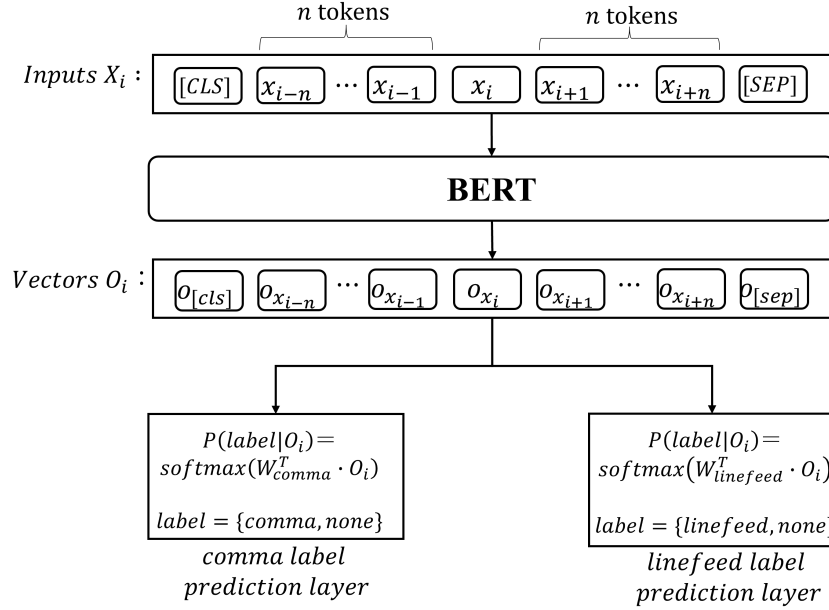 n tokens n tokens
Inputs X_i : [CLS] x_{i−n} ⋯ x_{i−1} x_i x_{i+1} ⋯ x_{i+n} [SEP]
BERT
Vectors O_i : o_{[cls]} o_{x_{i−n}} ⋯ o_{x_{i−1}} o_{x_i} o_{x_{i+1}} ⋯ o_{x_{i+n}} o_{[sep]}
P(label|O_i)=
softmax(W_{comma}^T · O_i)
label = {comma, none}
comma label
prediction layer
P(label|O_i)=
softmax(W_{linefeed}^T · O_i)
label = {linefeed, none}
linefeed label
prediction layer